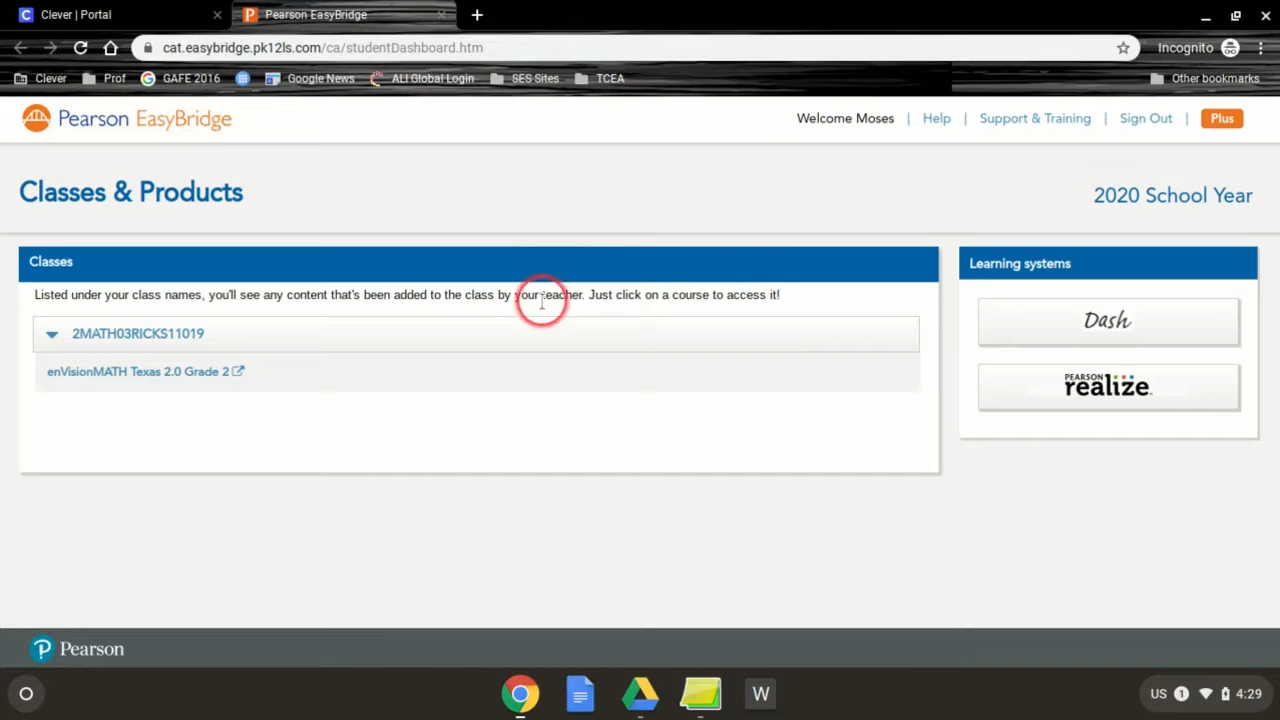 Clever | Portal
Pearson EasyBridge
cat.easybridge.pk12ls.com/ca/studentDashboard.htm
Incognito
Clever
Prof
GAFE 2016
Google News
ALI Global Login
SES Sites
TCEA
Other bookmarks
Pearson EasyBridge
Welcome Moses | Help | Support & Training | Sign Out | Plus
Classes & Products
2020 School Year
Classes
Listed under your class names, you'll see any content that's been added to the class by your teacher. Just click on a course to access it!
2MATH03RICKS11019
enVisionMATH Texas 2.0 Grade 2
Learning systems
Dash
PEARSON
realize
Pearson
W
US 1 4:29